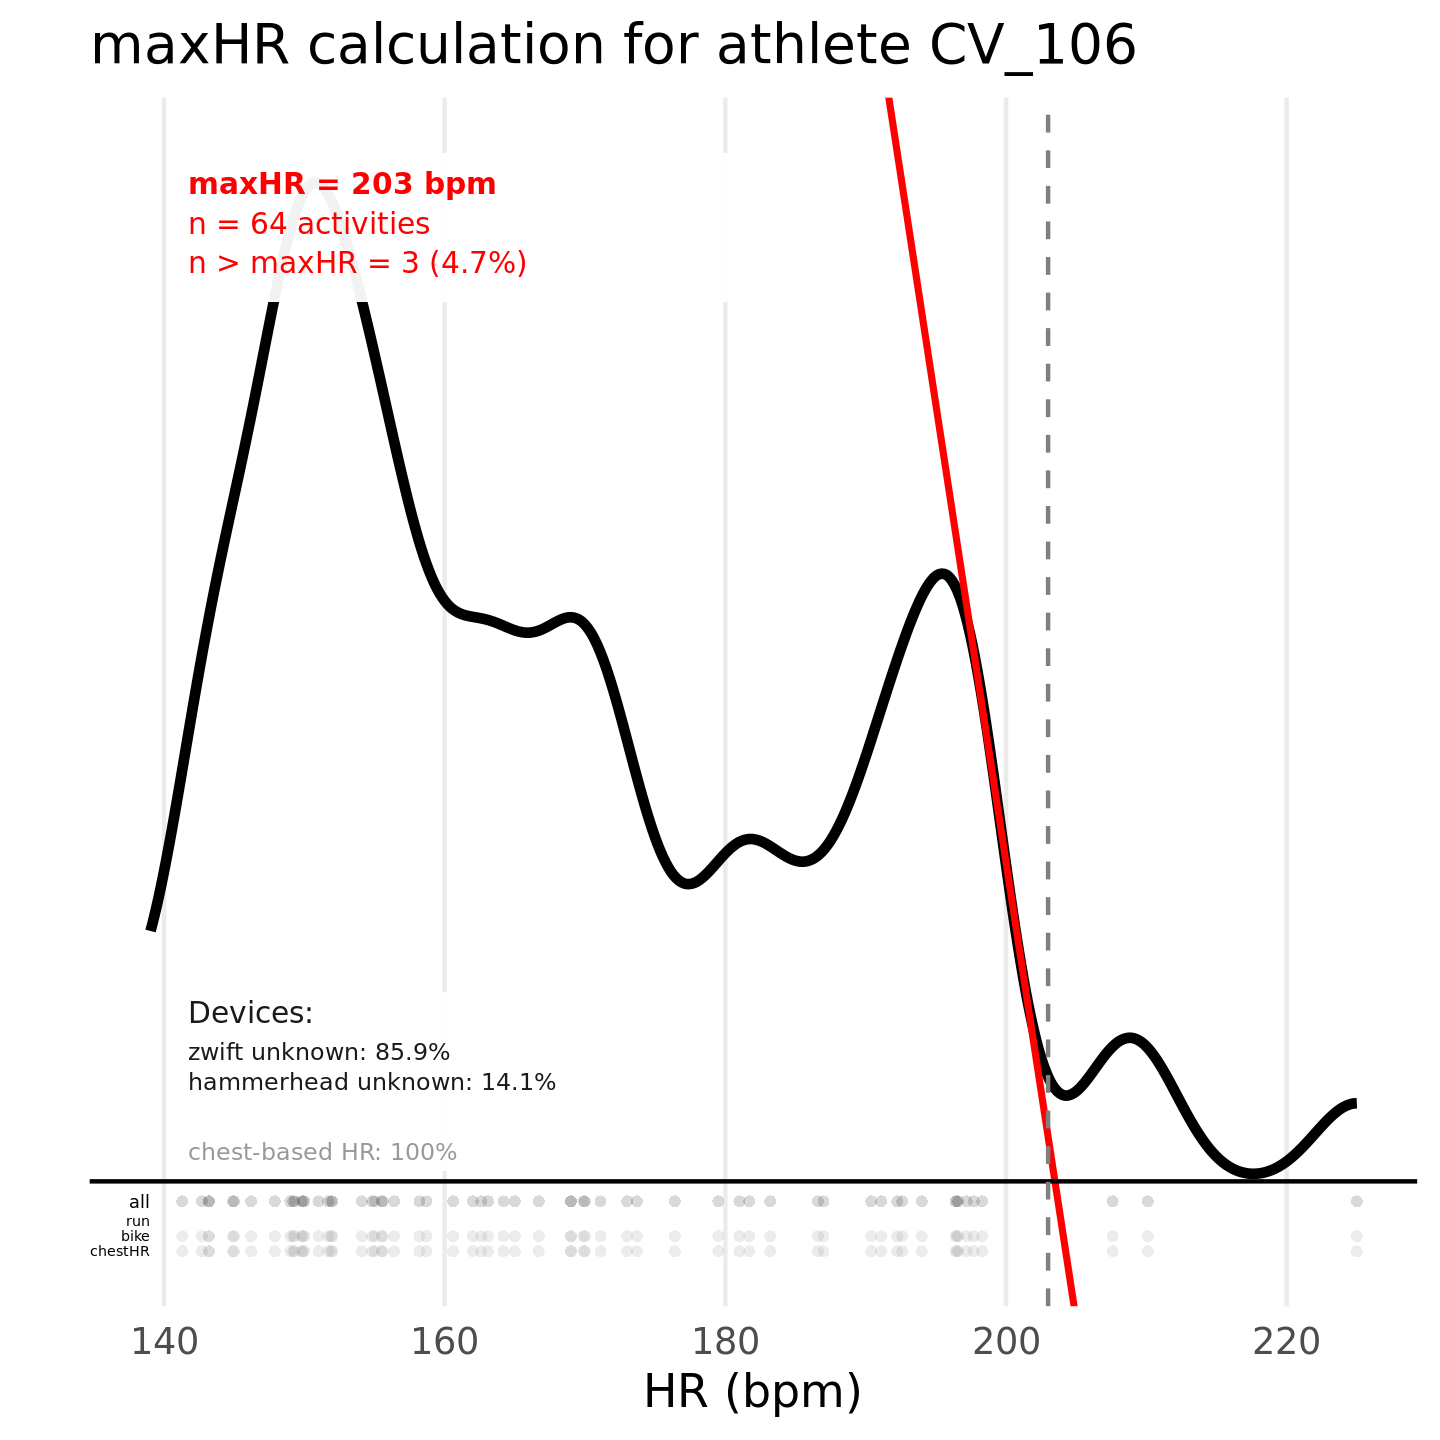 maxHR calculation for athlete CV_106
maxHR = 203 bpm
n = 64 activities
n > maxHR = 3 (4.7%)
Devices:
zwift unknown: 85.9%
hammerhead unknown: 14.1%
chest-based HR: 100%
all
run
bike
chestHR
140 160 180 200 220
HR (bpm)